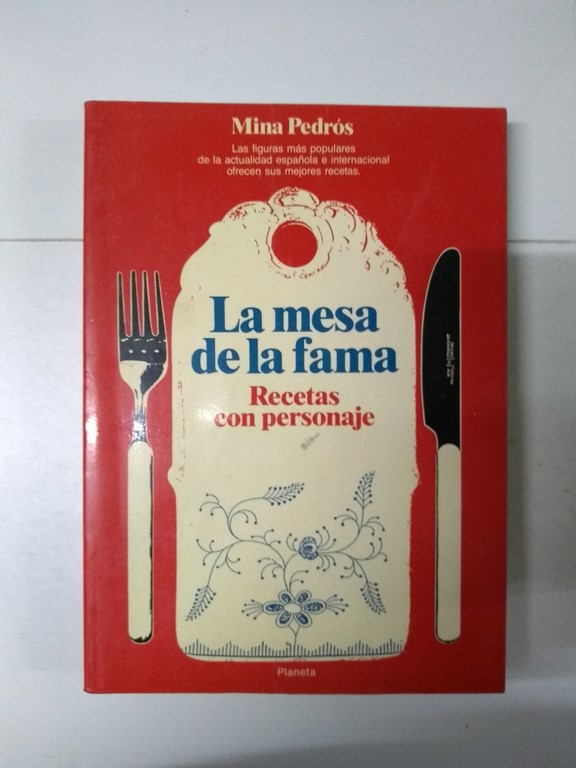 Mina Pedrós
Las figuras más populares
de la actualidad española e internacional
ofrecen sus mejores recetas.
La mesa
de la fama
Recetas
con personaje
Planeta